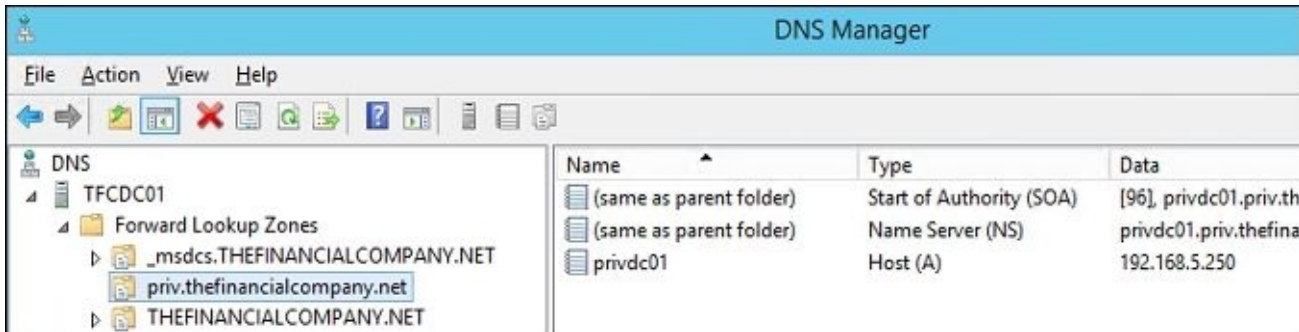 DNS Manager
File Action View Help
DNS
TFCDC01
Forward Lookup Zones
_msdcs.THEFINANCIALCOMPANY.NET
priv.thefinancialcompany.net
THEFINANCIALCOMPANY.NET
Name Type Data
(same as parent folder) Start of Authority (SOA) [96], privdc01.priv.th
(same as parent folder) Name Server (NS) privdc01.priv.thefina
privdc01 Host (A) 192.168.5.250